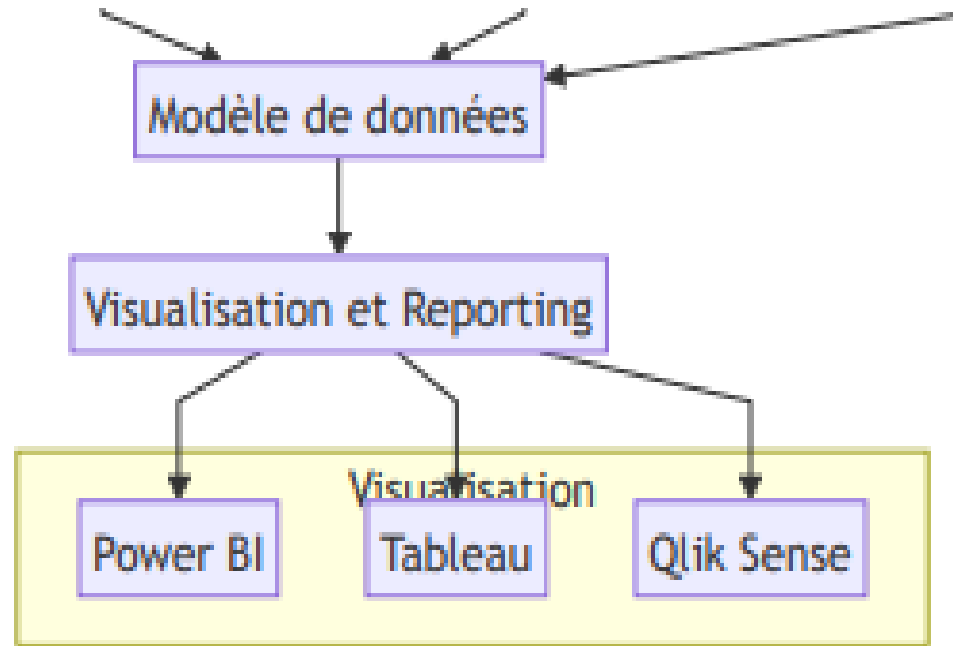 Modèle de données
Visualisation et Reporting
Visualisation
Power BI
Tableau
Qlik Sense